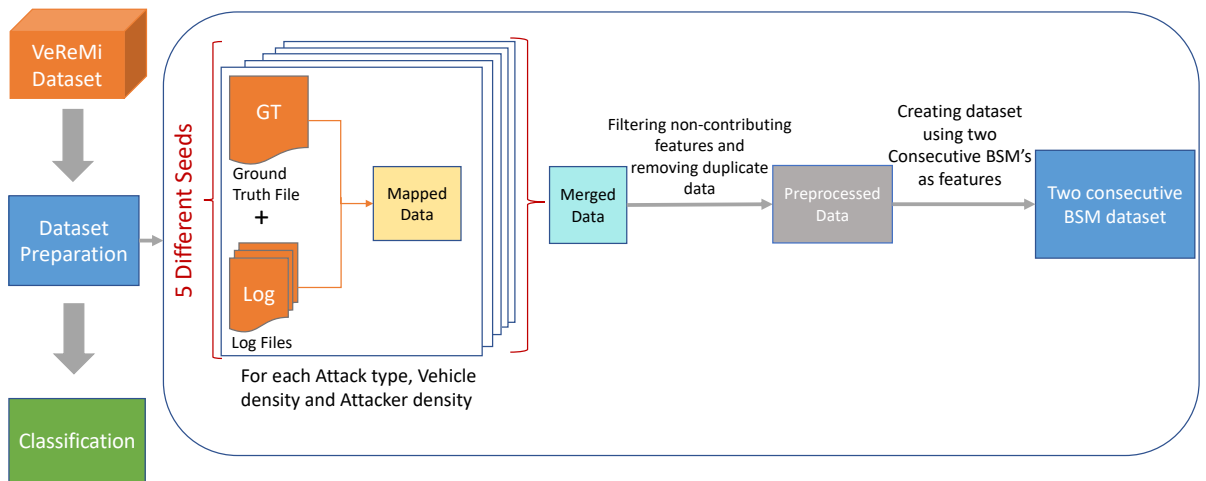 VeReMi
Dataset
Dataset
Preparation
Classification
5 Different Seeds
GT
Ground
Truth File
+
Log
Log Files
Mapped
Data
For each Attack type, Vehicle
density and Attacker density
Merged
Data
Filtering non-contributing
features and
removing duplicate
data
Preprocessed
Data
Creating dataset
using two
Consecutive BSM's
as features
Two consecutive
BSM dataset